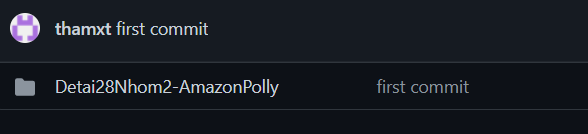 thamxt first commit
Detai28Nhom2-AmazonPolly first commit